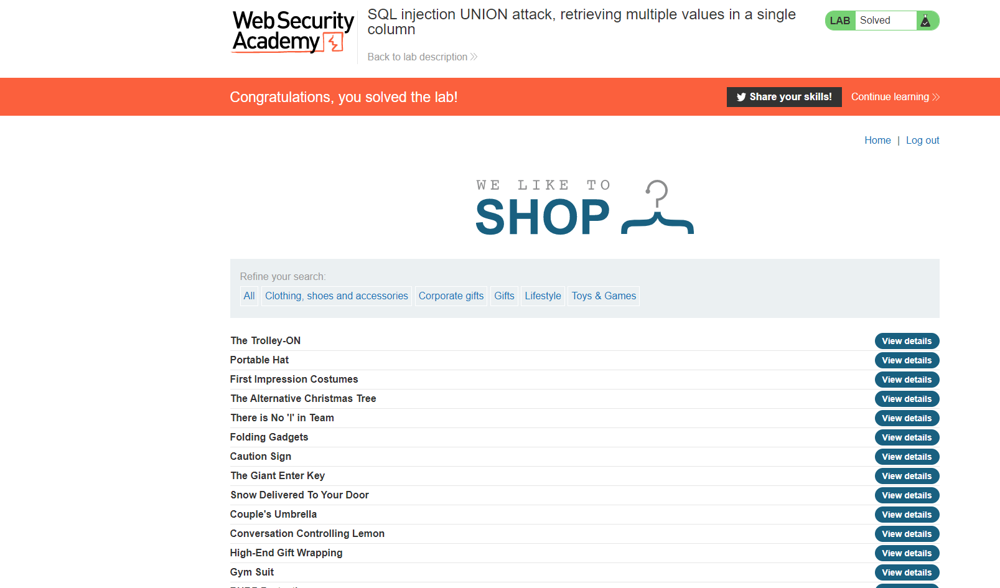 Web Security
Academy
SQL injection UNION attack, retrieving multiple values in a single
column
Back to lab description
LAB Solved
Congratulations, you solved the lab!
Share your skills!
Continue learning
Home | Log out
WE LIKE TO
SHOP
Refine your search:
All Clothing, shoes and accessories Corporate gifts Gifts Lifestyle Toys & Games
The Trolley-ON View details
Portable Hat View details
First Impression Costumes View details
The Alternative Christmas Tree View details
There is No 'I' in Team View details
Folding Gadgets View details
Caution Sign View details
The Giant Enter Key View details
Snow Delivered To Your Door View details
Couple's Umbrella View details
Conversation Controlling Lemon View details
High-End Gift Wrapping View details
Gym Suit View details